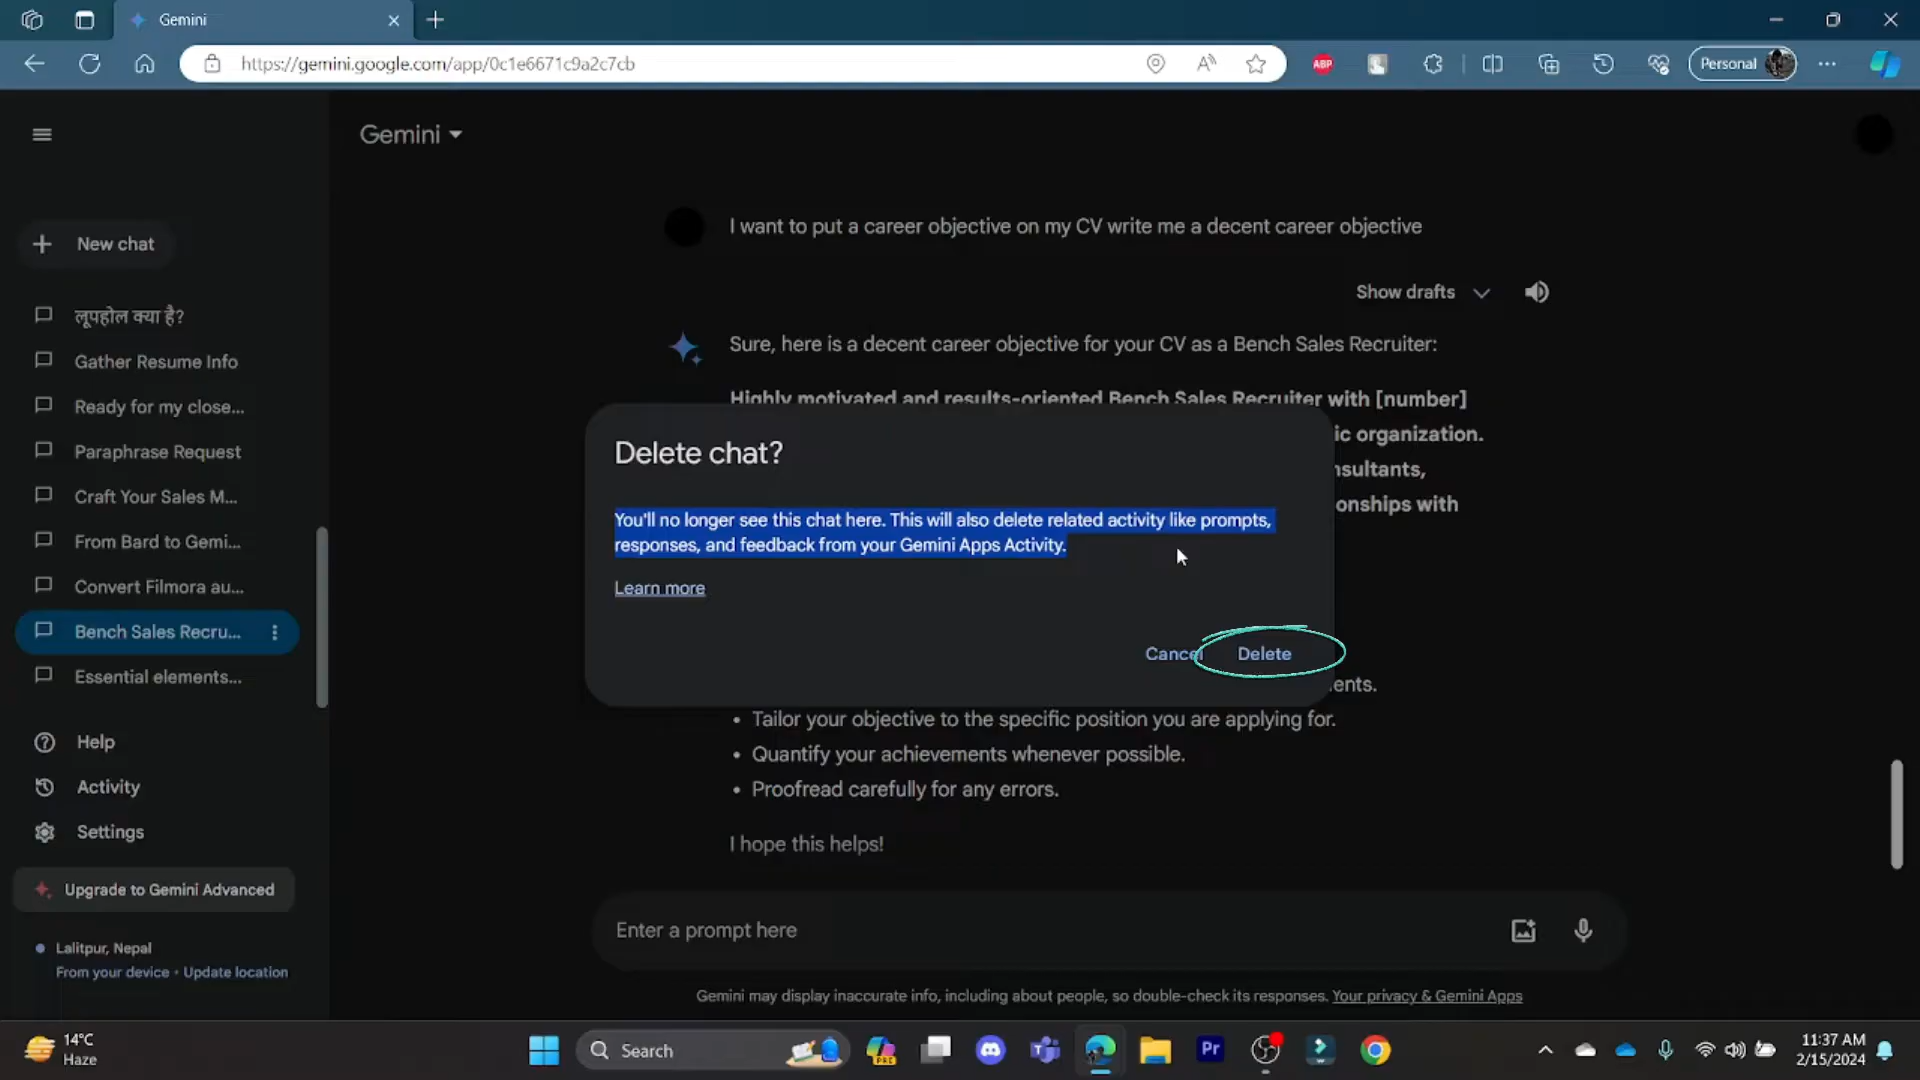 Gemini
https://gemini.google.com/app/0c1e6671c9a2c7cb
ABP
Personal
Gemini
New chat
लूपहोल क्या है?
Gather Resume Info
Ready for my close...
Paraphrase Request
Craft Your Sales M...
From Bard to Gemi...
Convert Filmora au...
Bench Sales Recru...
Essential elements...
Help
Activity
Settings
Upgrade to Gemini Advanced
Lalitpur, Nepal
From your device • Update location
I want to put a career objective on my CV write me a decent career objective
Show drafts
Sure, here is a decent career objective for your CV as a Bench Sales Recruiter:
Highly motivated and results-oriented Bench Sales Recruiter with [number]
ic organization.
nsultants,
onships with
Delete chat?
You'll no longer see this chat here. This will also delete related activity like prompts,
responses, and feedback from your Gemini Apps Activity.
Learn more
Cancel Delete
ents.
• Tailor your objective to the specific position you are applying for.
• Quantify your achievements whenever possible.
• Proofread carefully for any errors.
I hope this helps!
Enter a prompt here
Gemini may display inaccurate info, including about people, so double-check its responses. Your privacy & Gemini Apps
14°C
Haze
Search
PRE
Pr
11:37 AM
2/15/2024